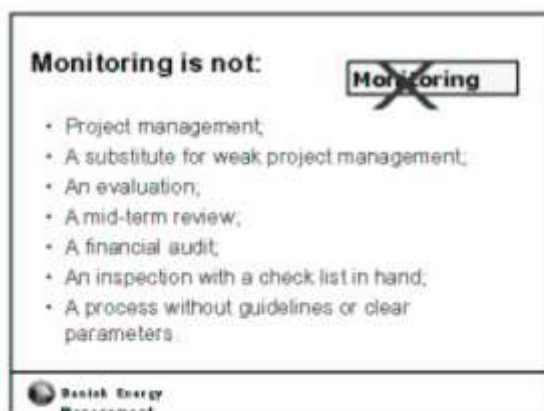 Monitoring is not:
Monitoring
• Project management;
• A substitute for weak project management;
• An evaluation;
• A mid-term review;
• A financial audit;
• An inspection with a check list in hand;
• A process without guidelines or clear
parameters.
Danish Energy
Management